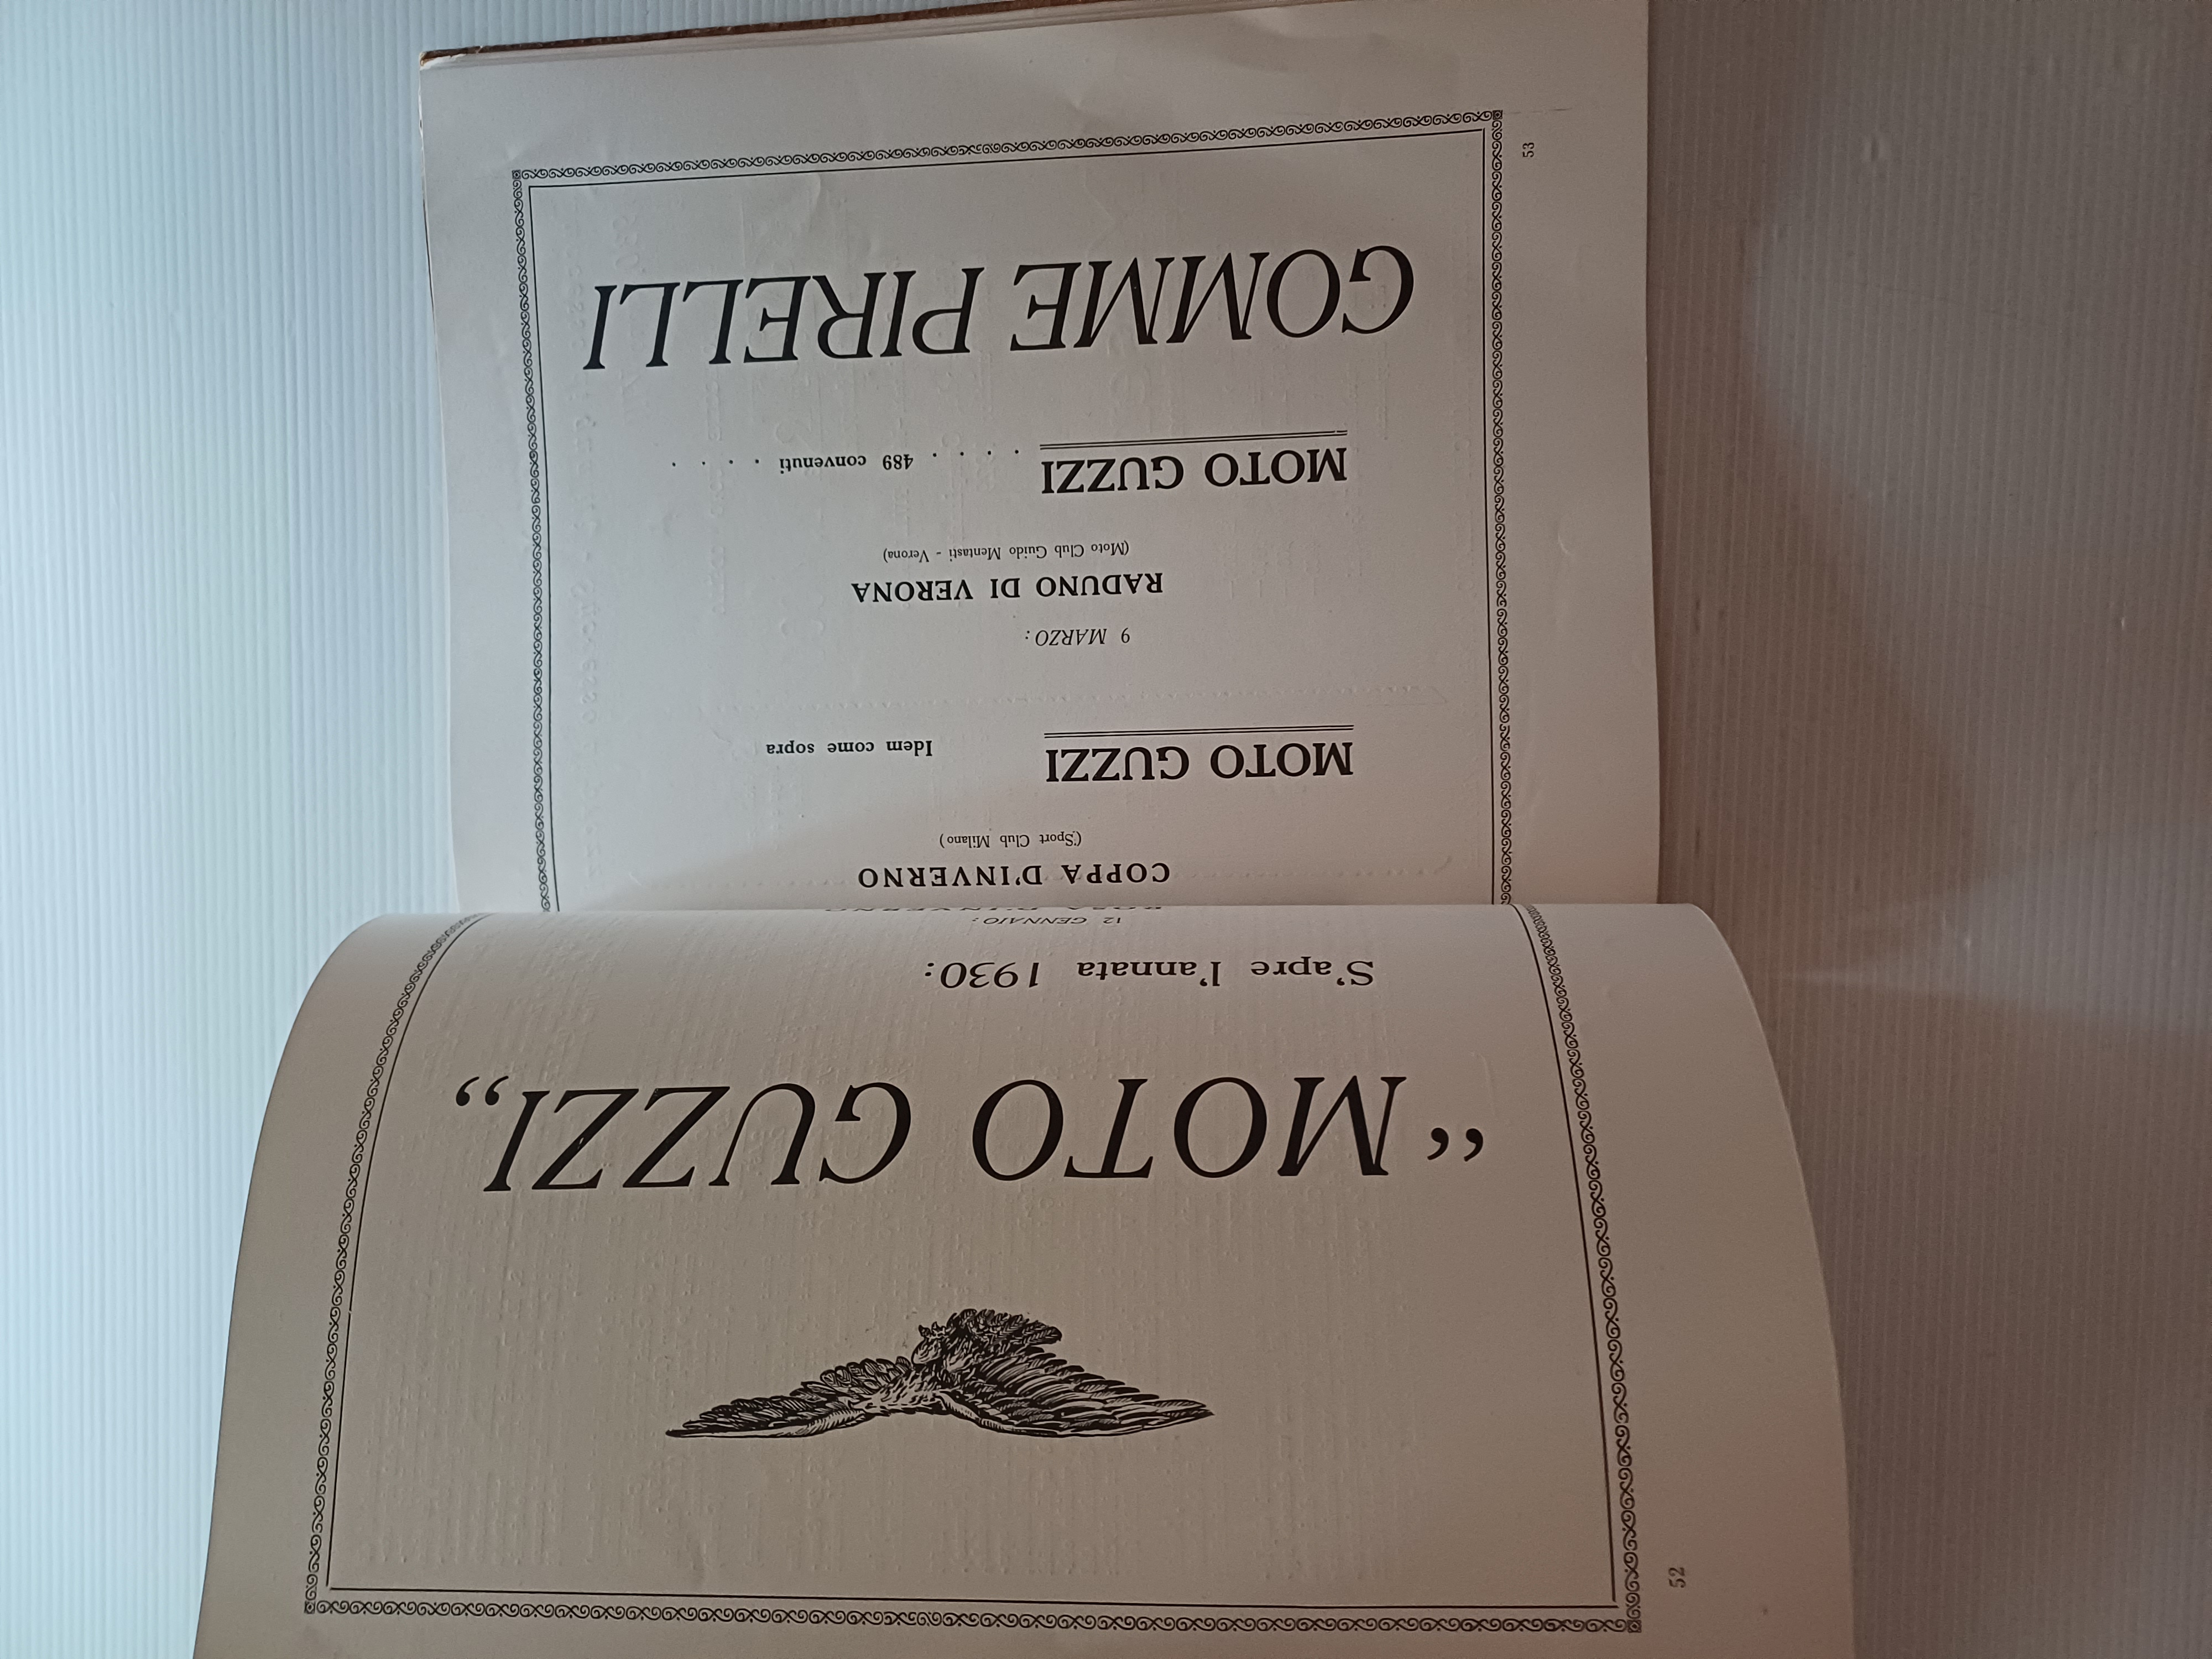 52
“MOTO GUZZI„
S'apre l'annata 1930:
12 GENNAIO:
COPPA D'INVERNO
(Sport Club Milano)
MOTO GUZZI Idem come sopra
9 MARZO:
RADUNO DI VERONA
(Moto Club Guido Mentasti - Verona)
MOTO GUZZI . . . . 489 convenuti . . . .
GOMME PIRELLI
53